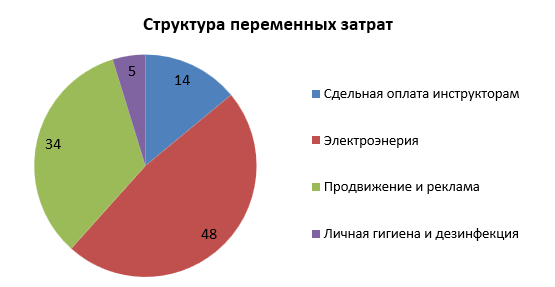 Структура переменных затрат
5
14
34
48
Сдельная оплата инструкторам
Электроэнерия
Продвижение и реклама
Личная гигиена и дезинфекция